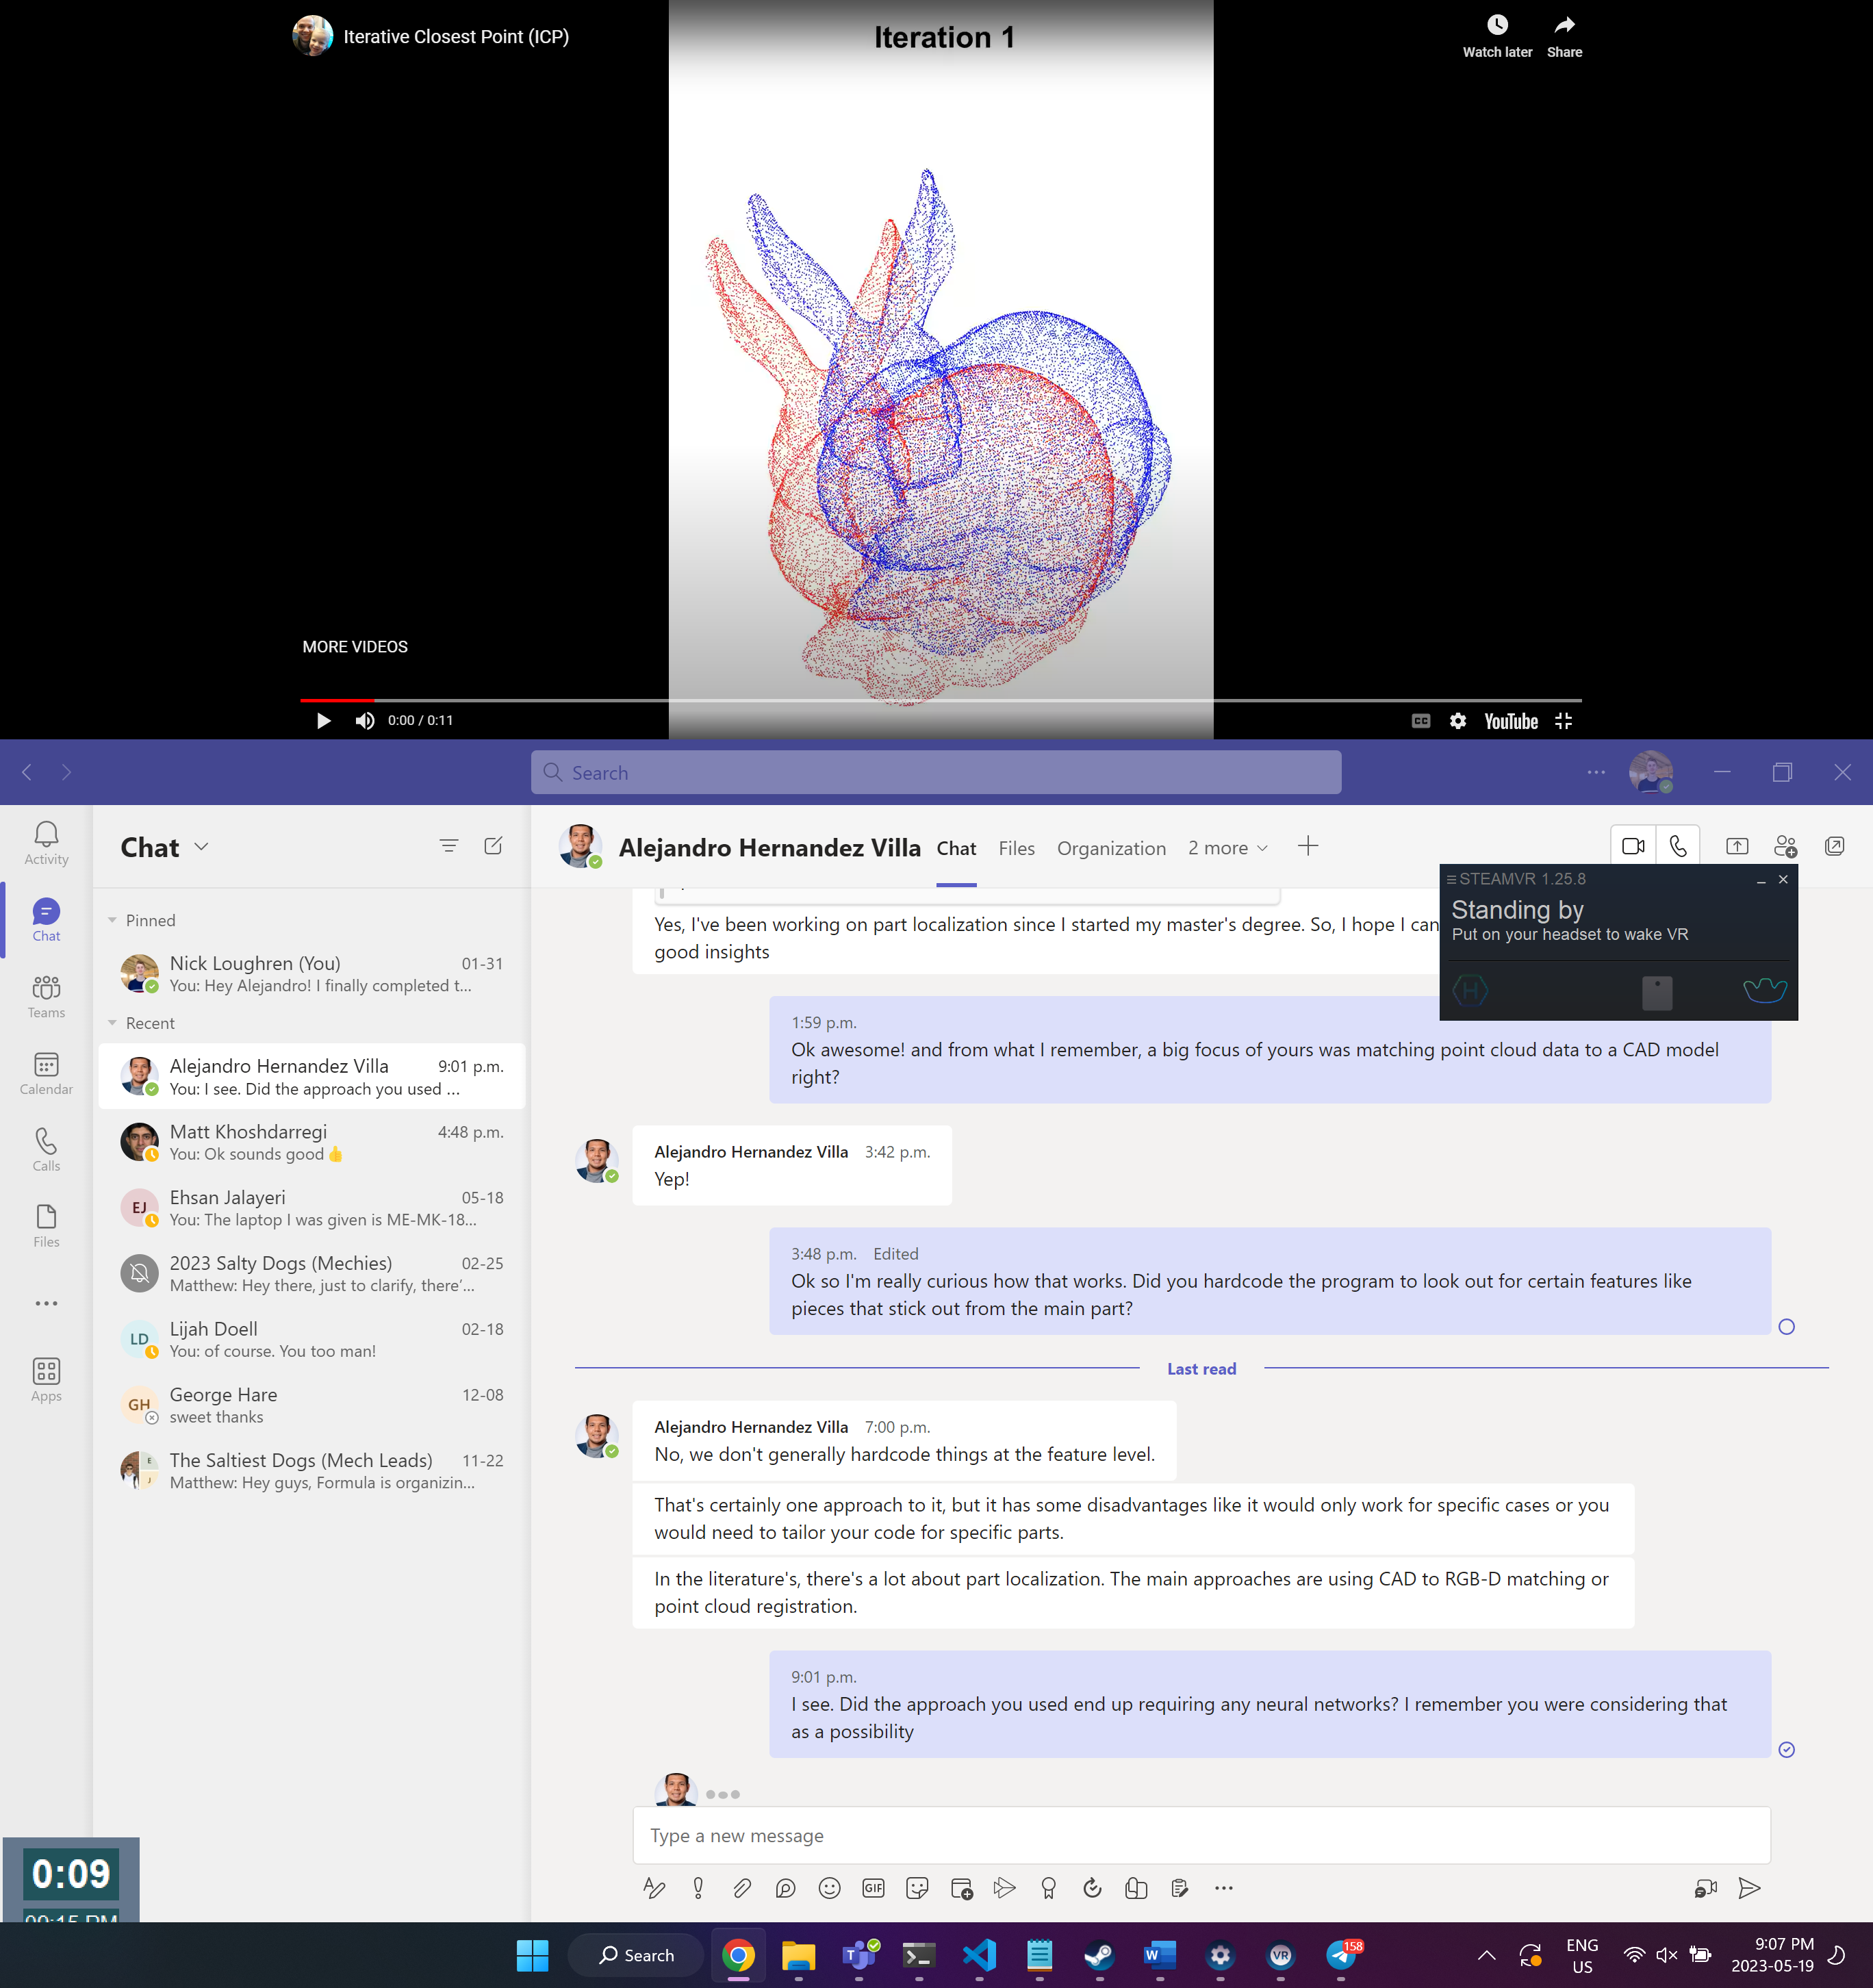 Iterative Closest Point (ICP)
Iteration 1
Watch later
Share
MORE VIDEOS
0:00 / 0:11
CC
YouTube
Search
Activity
Chat
Teams
Calendar
Calls
Files
Apps
Chat
Pinned
Nick Loughren (You) 01-31
You: Hey Alejandro! I finally completed t...
Recent
Alejandro Hernandez Villa 9:01 p.m.
You: I see. Did the approach you used ...
Matt Khoshdarregi 4:48 p.m.
You: Ok sounds good👍
EJ
Ehsan Jalayeri 05-18
You: The laptop I was given is ME-MK-18...
2023 Salty Dogs (Mechies) 02-25
Matthew: Hey there, just to clarify, there'...
LD
Lijah Doell 02-18
You: of course. You too man!
GH
George Hare 12-08
sweet thanks
E
J
The Saltiest Dogs (Mech Leads) 11-22
Matthew: Hey guys, Formula is organizin...
Alejandro Hernandez Villa Chat Files Organization 2 more
STEAMVR 1.25.8
Standing by
Put on your headset to wake VR
Yes, I've been working on part localization since I started my master's degree. So, I hope I can
good insights
1:59 p.m.
Ok awesome! and from what I remember, a big focus of yours was matching point cloud data to a CAD model
right?
Alejandro Hernandez Villa 3:42 p.m.
Yep!
3:48 p.m. Edited
Ok so I'm really curious how that works. Did you hardcode the program to look out for certain features like
pieces that stick out from the main part?
Last read
Alejandro Hernandez Villa 7:00 p.m.
No, we don't generally hardcode things at the feature level.
That's certainly one approach to it, but it has some disadvantages like it would only work for specific cases or you
would need to tailor your code for specific parts.
In the literature's, there's a lot about part localization. The main approaches are using CAD to RGB-D matching or
point cloud registration.
9:01 p.m.
I see. Did the approach you used end up requiring any neural networks? I remember you were considering that
as a possibility
Type a new message
GIF
0:09
Search
T
W
VR
158
ENG
US
9:07 PM
2023-05-19